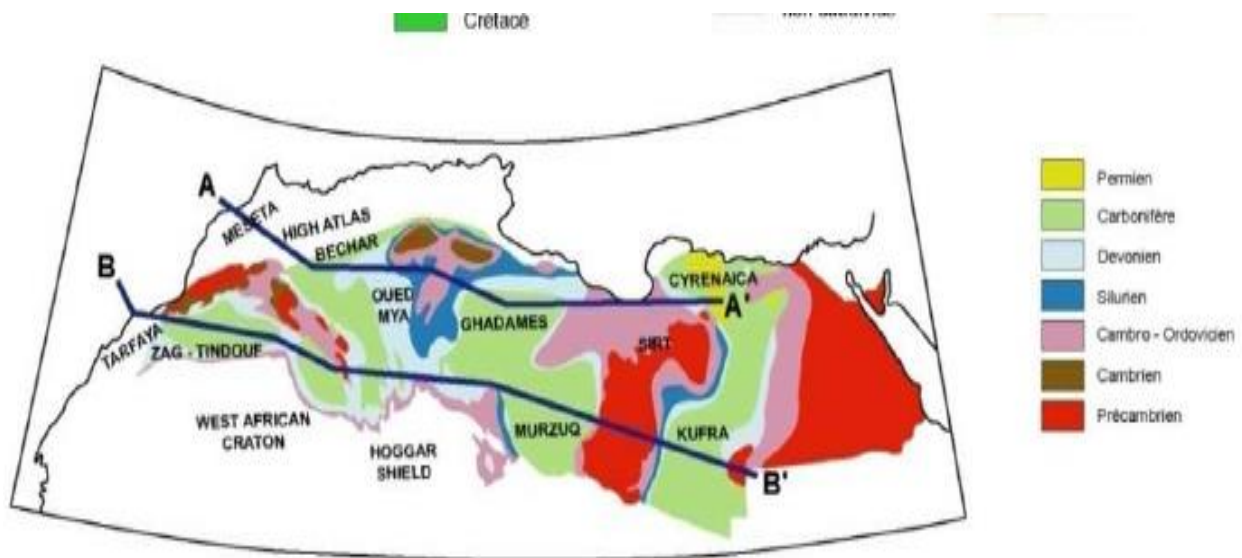 Crétacé
A
MESETA
HIGH ATLAS
BECHAR
B
OUED
MYA
GHADAMES
CYRENAICA
A'
SIRT
TARFAYA
ZAG - TINDOUF
WEST AFRICAN
CRATON
HOGGAR
SHIELD
MURZUQ
KUFRA
B'
Permien
Carbonifère
Devonien
Silurien
Cambro - Ordovicien
Cambrien
Précambrien